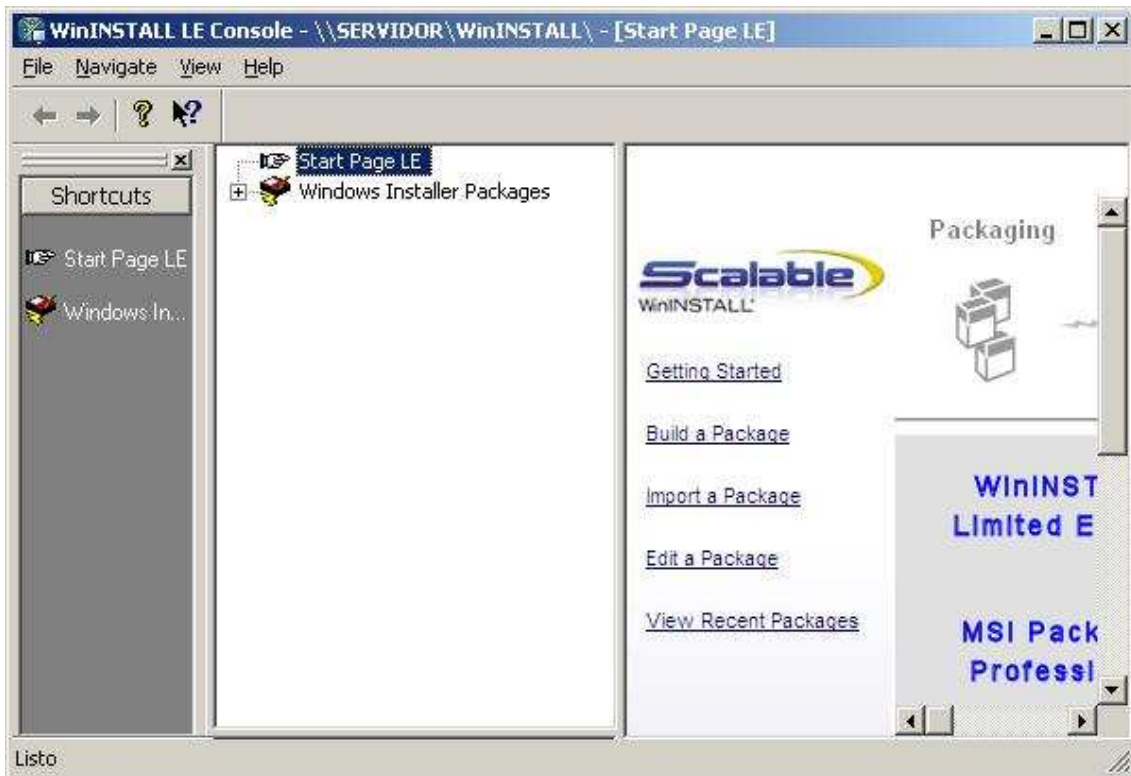 WinINSTALL LE Console - \\SERVIDOR\WinINSTALL\ - [Start Page LE]
File Navigate View Help
Shortcuts
Start Page LE
Windows In...
Start Page LE
Windows Installer Packages
Scalable
WinINSTALL
Getting Started
Build a Package
Import a Package
Edit a Package
View Recent Packages
Packaging
WinINST
Limited E
MSI Pack
Professi
Listo